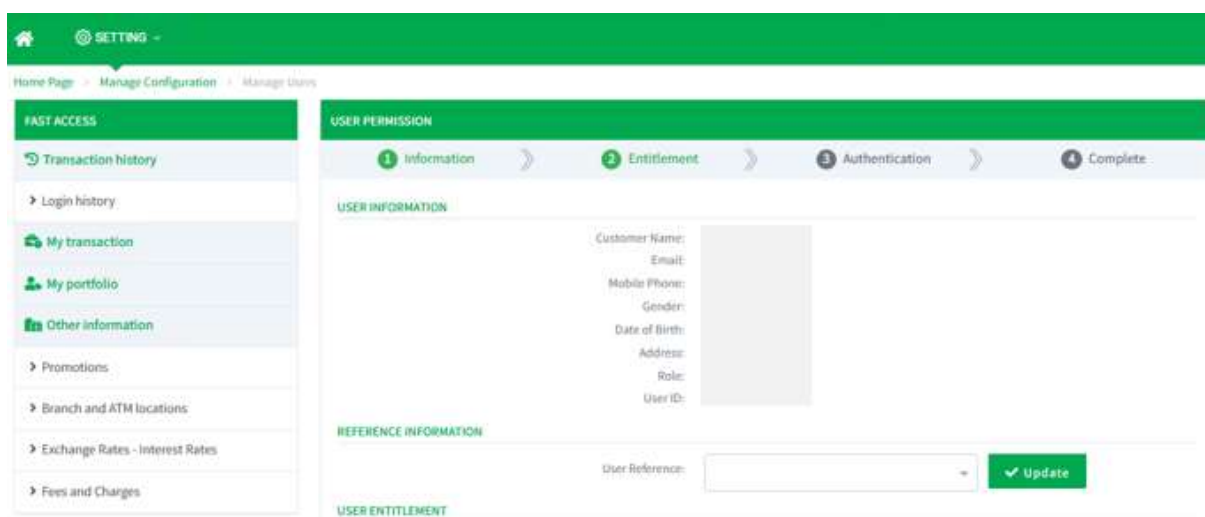 SETTING
Home Page > Manage Configuration > Manage Users
FAST ACCESS
Transaction history
Login history
My transaction
My portfolio
Other information
Promotions
Branch and ATM locations
Exchange Rates - Interest Rates
Fees and Charges
USER PERMISSION
1 Information
2 Entitlement
3 Authentication
4 Complete
USER INFORMATION
Customer Name:
Email:
Mobile Phone:
Gender:
Date of Birth:
Address:
Role:
User ID:
REFERENCE INFORMATION
User Reference:
Update
USER ENTITLEMENT